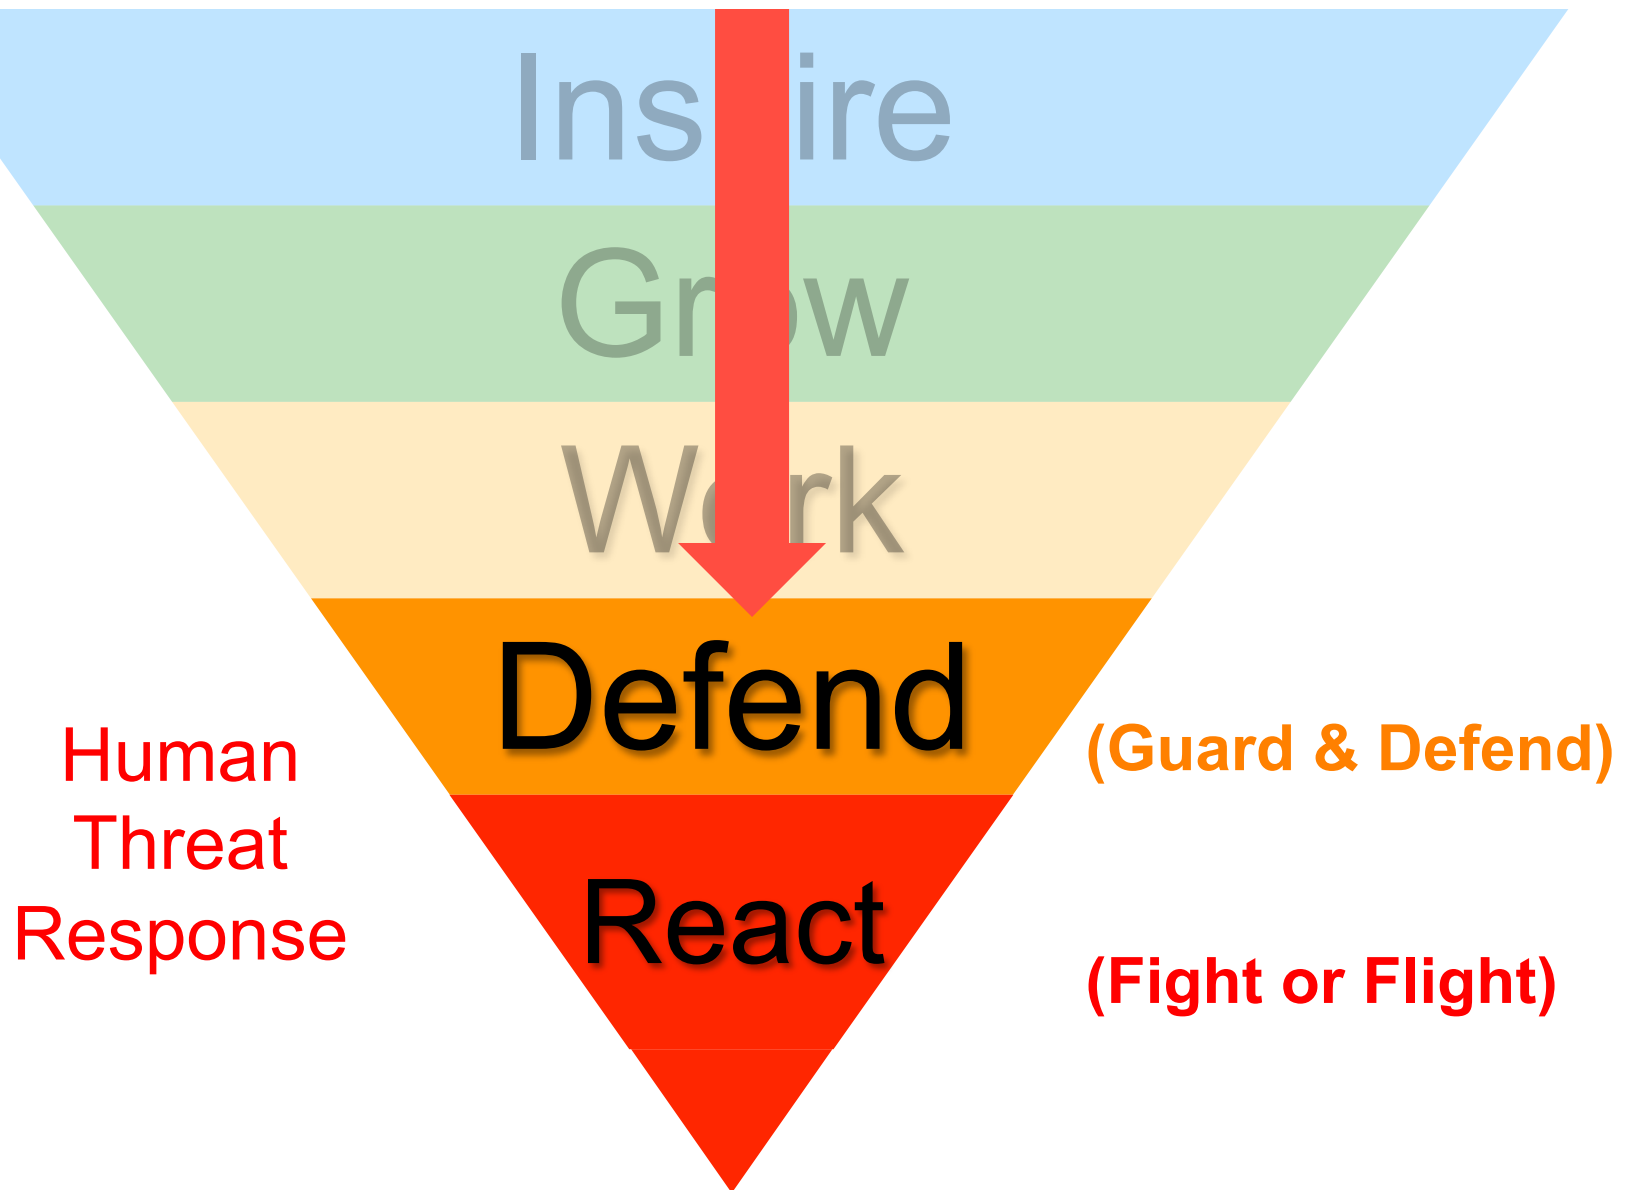 Inspire
Grow
Work
Defend
(Guard & Defend)
Human
Threat
Response
React
(Fight or Flight)